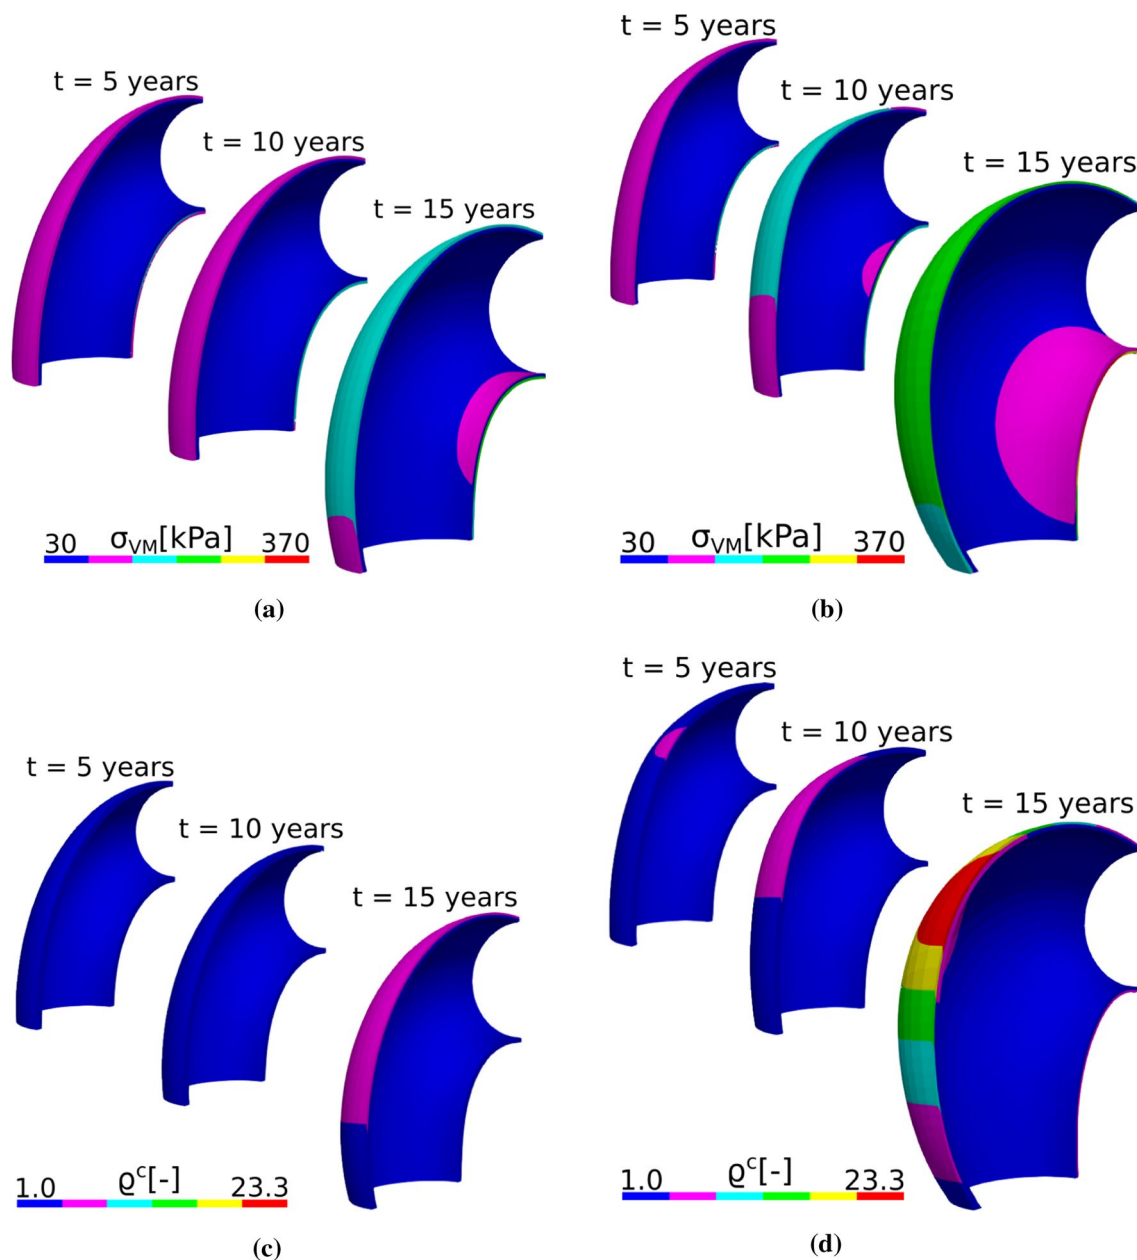 t = 5 years
t = 10 years
t = 15 years
30 σVM[kPa] 370
(a)
t = 5 years
t = 10 years
t = 15 years
30 σVM[kPa] 370
(b)
t = 5 years
t = 10 years
t = 15 years
1.0 ϱc[-] 23.3
(c)
t = 5 years
t = 10 years
t = 15 years
1.0 ϱc[-] 23.3
(d)